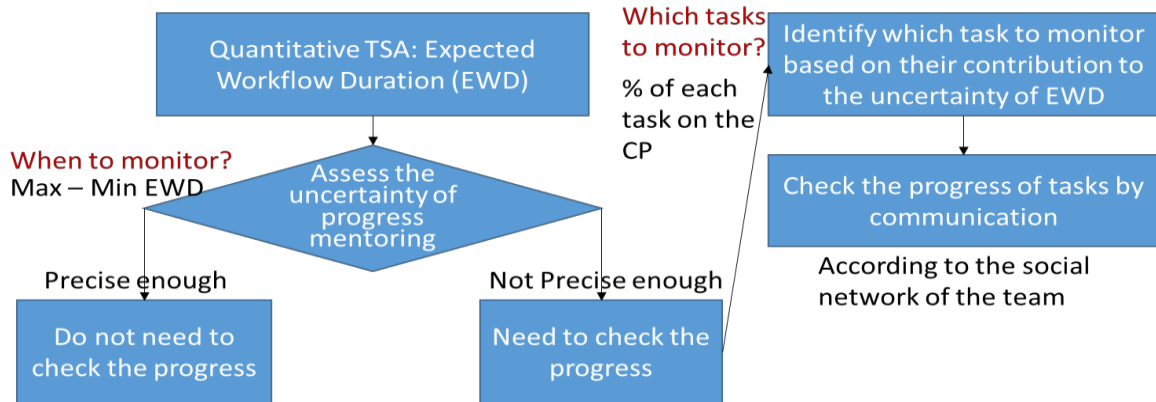 Quantitative TSA: Expected
Workflow Duration (EWD)
When to monitor?
Max – Min EWD
Assess the
uncertainty of
progress
mentoring
Precise enough
Not Precise enough
Do not need to
check the progress
Need to check the
progress
Which tasks
to monitor?
% of each
task on the
CP
Identify which task to monitor
based on their contribution to
the uncertainty of EWD
Check the progress of tasks by
communication
According to the social
network of the team